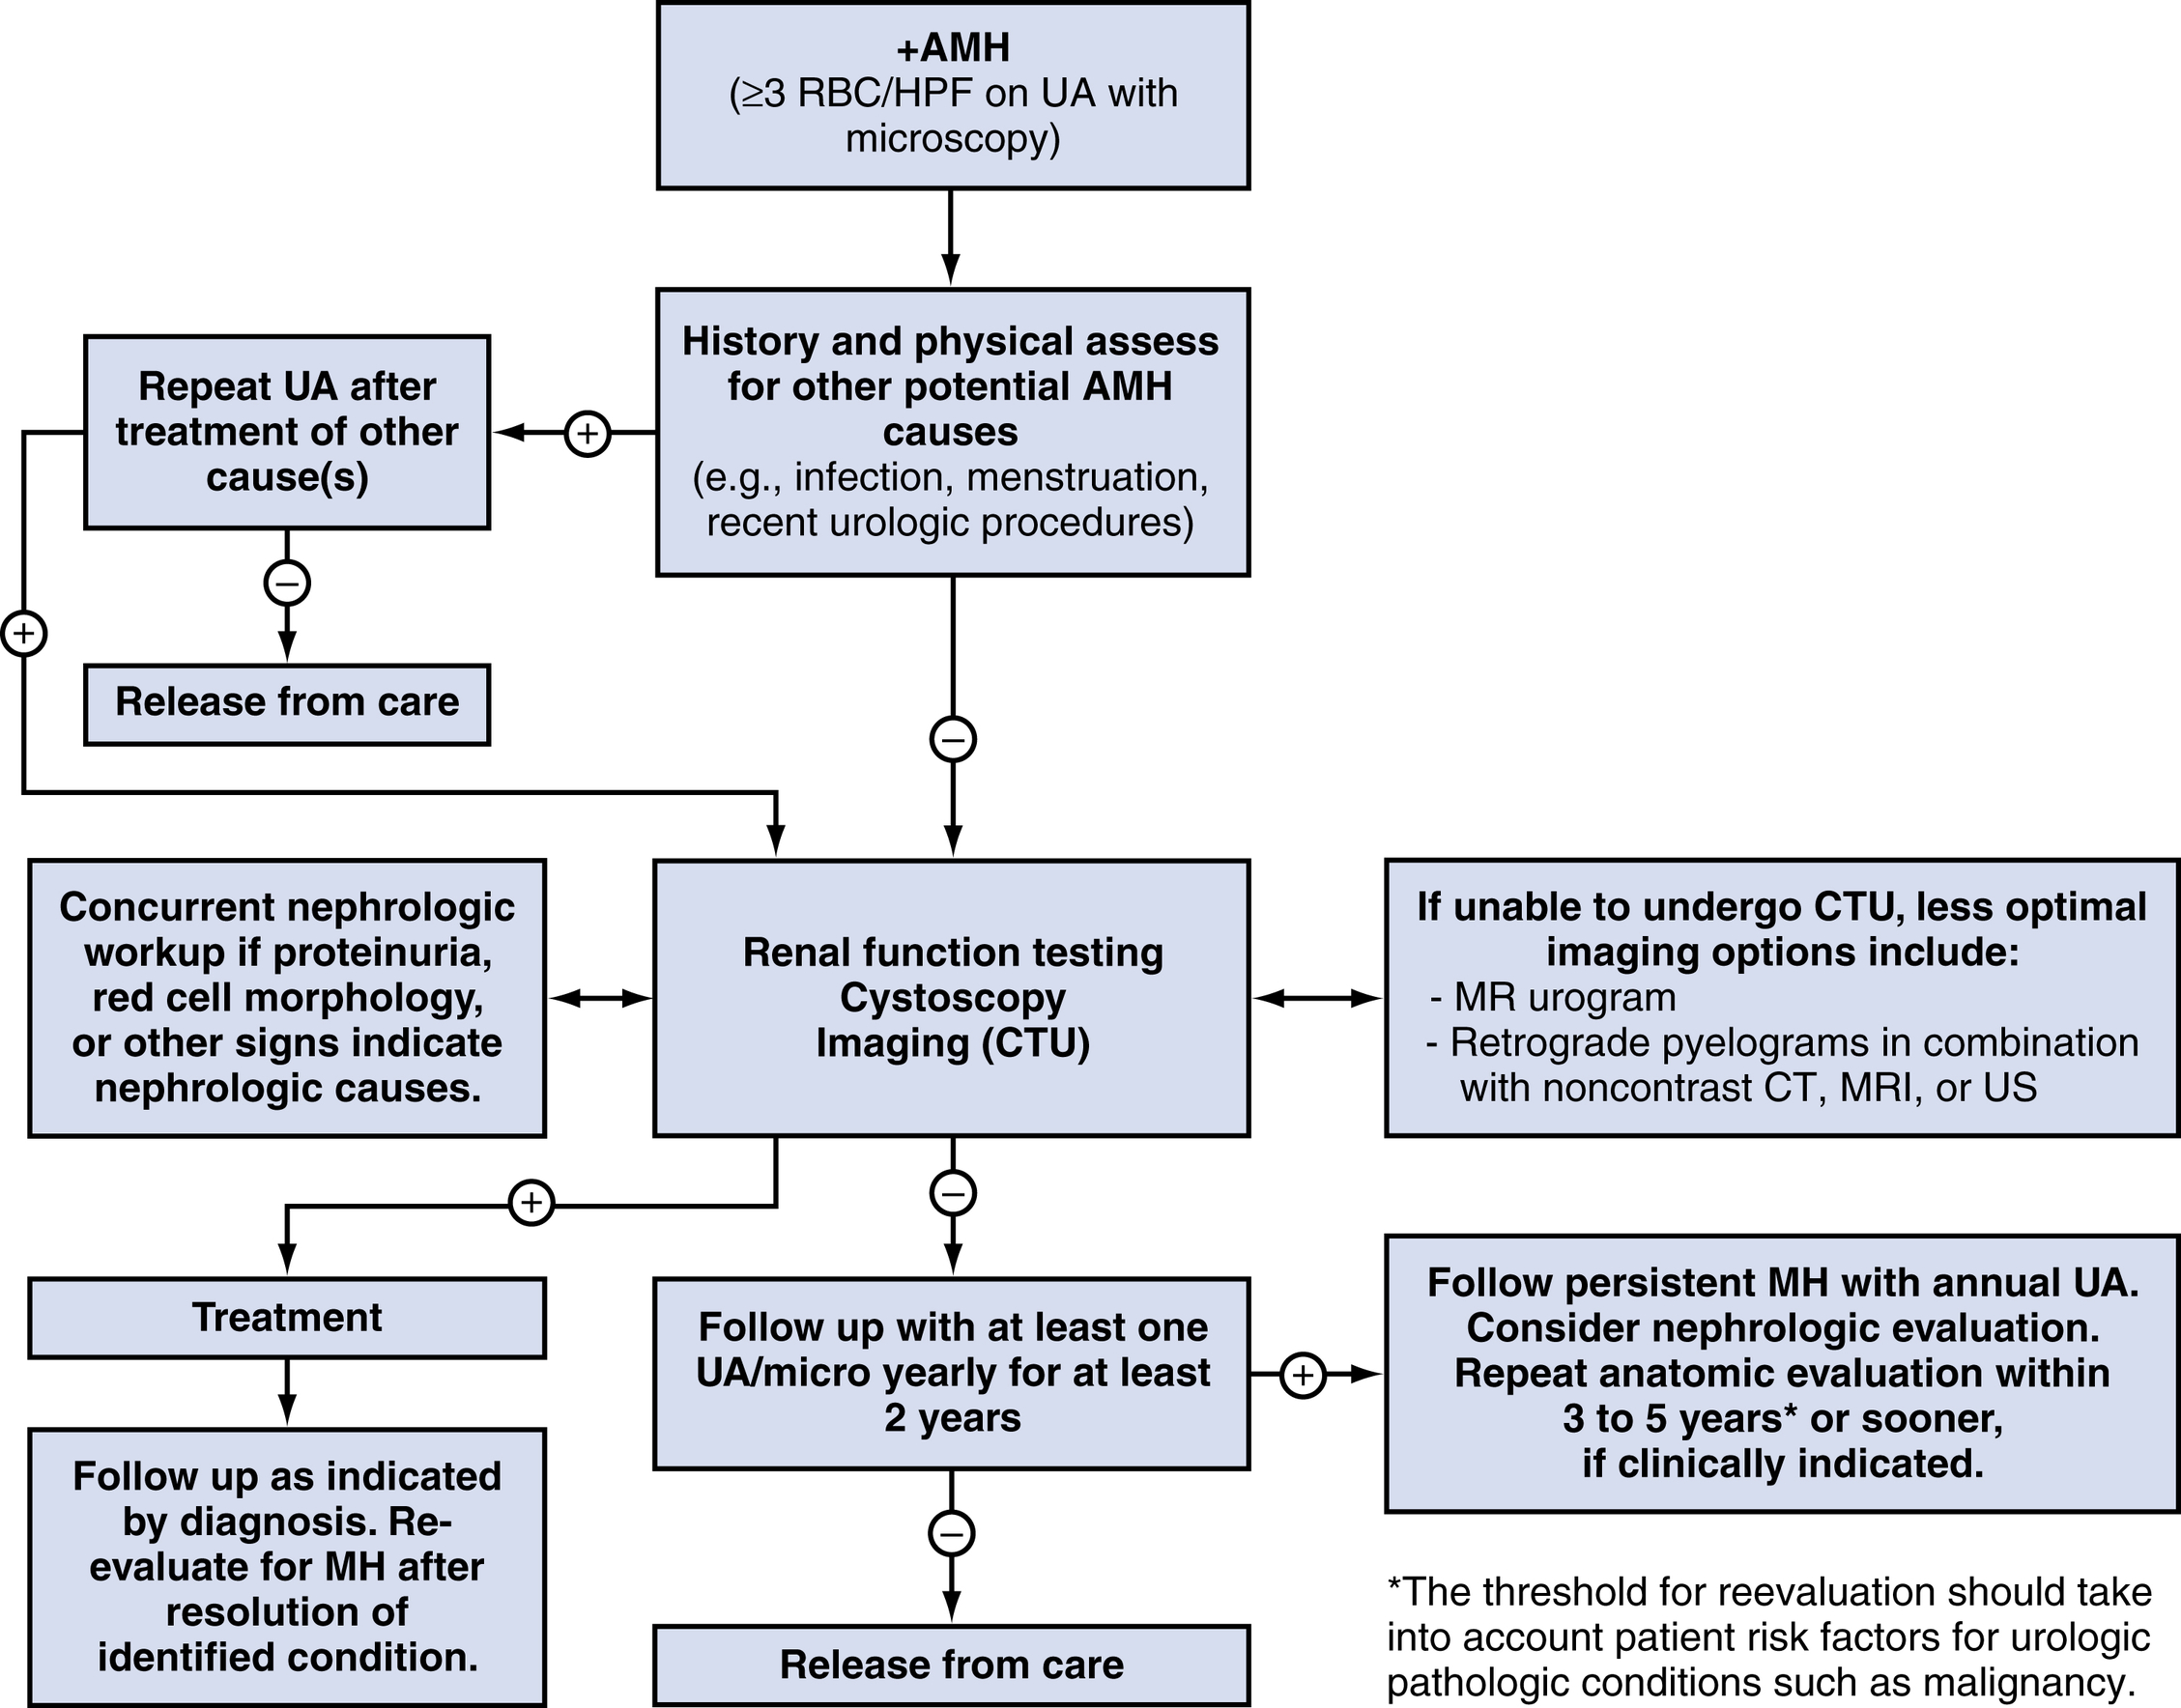 +AMH
(≥3 RBC/HPF on UA with
microscopy)
History and physical assess
for other potential AMH
causes
(e.g., infection, menstruation,
recent urologic procedures)
+
Repeat UA after
treatment of other
cause(s)
−
+
Release from care
−
Concurrent nephrologic
workup if proteinuria,
red cell morphology,
or other signs indicate
nephrologic causes.
Renal function testing
Cystoscopy
Imaging (CTU)
If unable to undergo CTU, less optimal
imaging options include:
- MR urogram
- Retrograde pyelograms in combination
with noncontrast CT, MRI, or US
+
−
Treatment
Follow up as indicated
by diagnosis. Re-
evaluate for MH after
resolution of
identified condition.
Follow up with at least one
UA/micro yearly for at least
2 years
+
Follow persistent MH with annual UA.
Consider nephrologic evaluation.
Repeat anatomic evaluation within
3 to 5 years* or sooner,
if clinically indicated.
−
Release from care
*The threshold for reevaluation should take
into account patient risk factors for urologic
pathologic conditions such as malignancy.